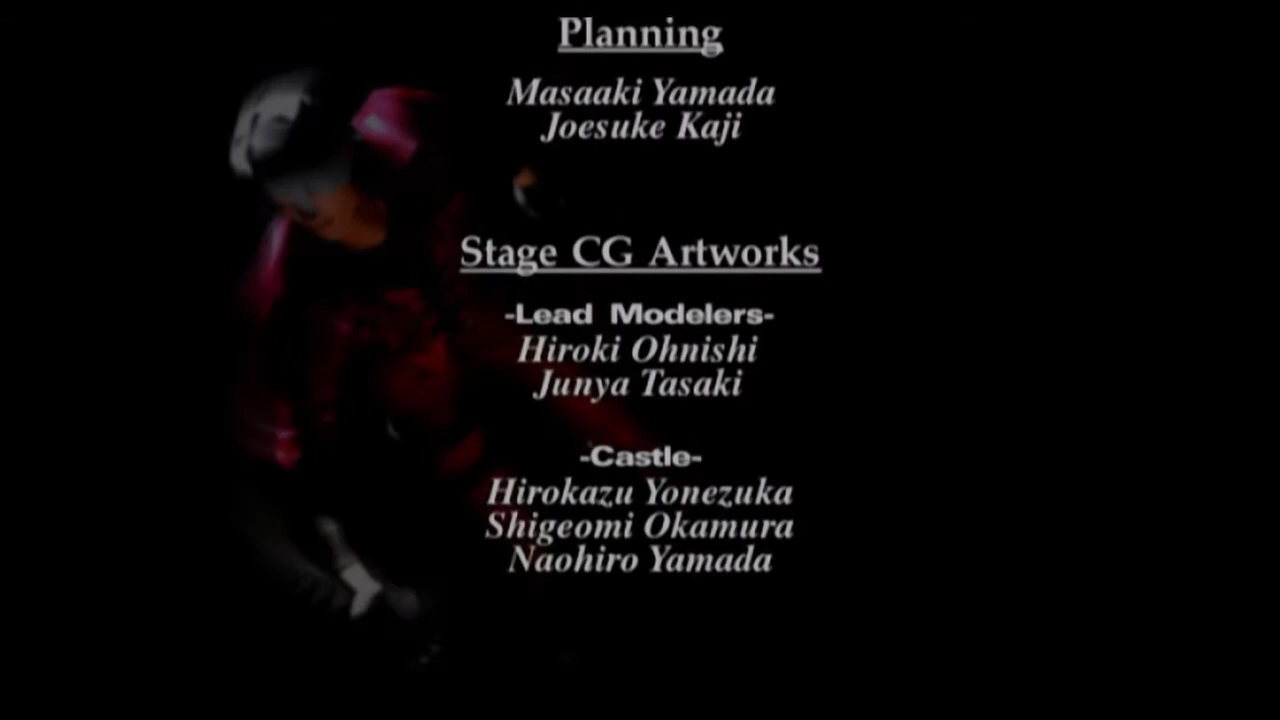 Planning
Masaaki Yamada
Joesuke Kaji
Stage CG Artworks
-Lead Modelers-
Hiroki Ohnishi
Junya Tasaki
-Castle-
Hirokazu Yonezuka
Shigeomi Okamura
Naohiro Yamada